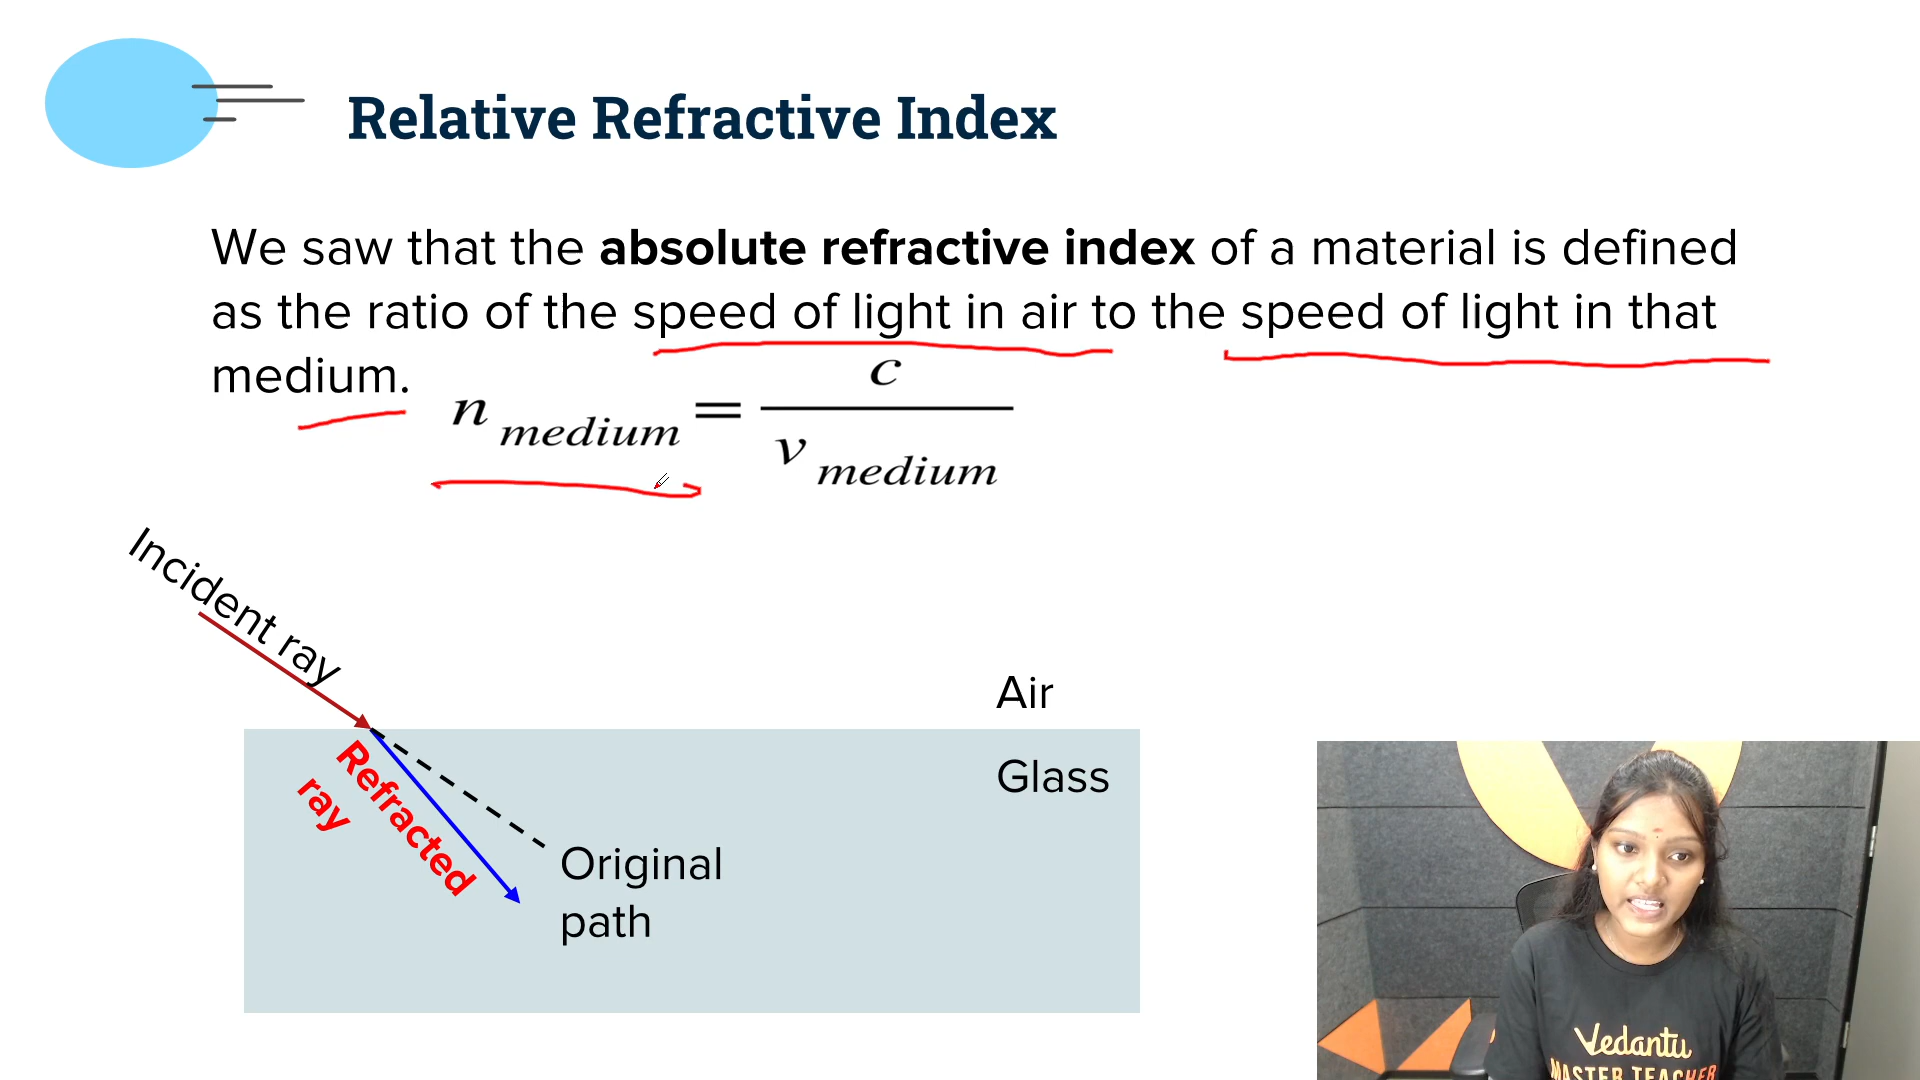 Relative Refractive Index
We saw that the absolute refractive index of a material is defined
as the ratio of the speed of light in air to the speed of light in that
medium.
n medium = c / v medium
Incident ray
Air
Glass
Refracted
ray
Original
path
Vedantu
MASTER TEACHER